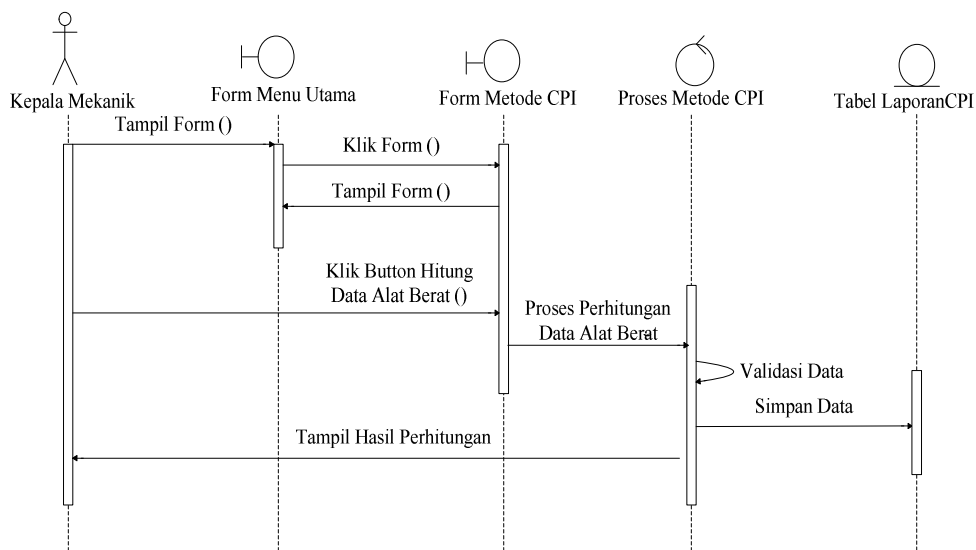 Kepala Mekanik
Form Menu Utama
Form Metode CPI
Proses Metode CPI
Tabel LaporanCPI
Tampil Form ()
Klik Form ()
Tampil Form ()
Klik Button Hitung
Data Alat Berat ()
Proses Perhitungan
Data Alat Berat
Validasi Data
Simpan Data
Tampil Hasil Perhitungan